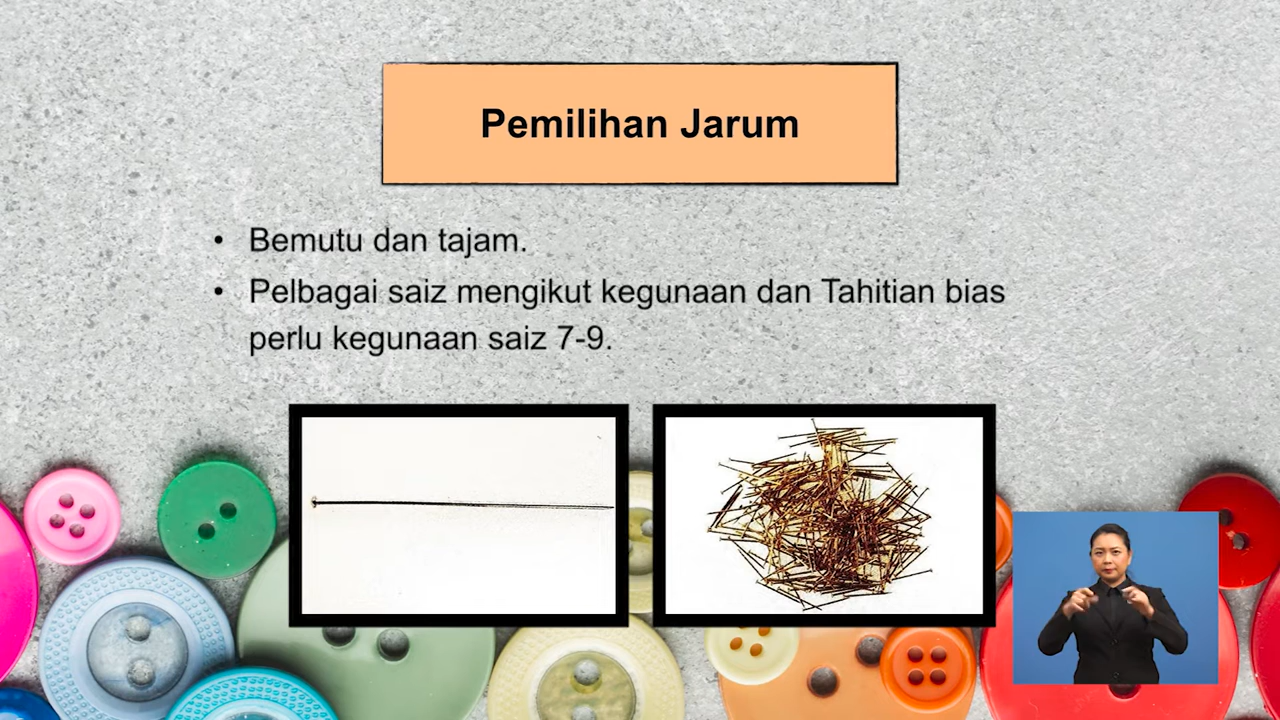 Pemilihan Jarum
• Bemutu dan tajam.
• Pelbagai saiz mengikut kegunaan dan Tahitian bias
perlu kegunaan saiz 7-9.